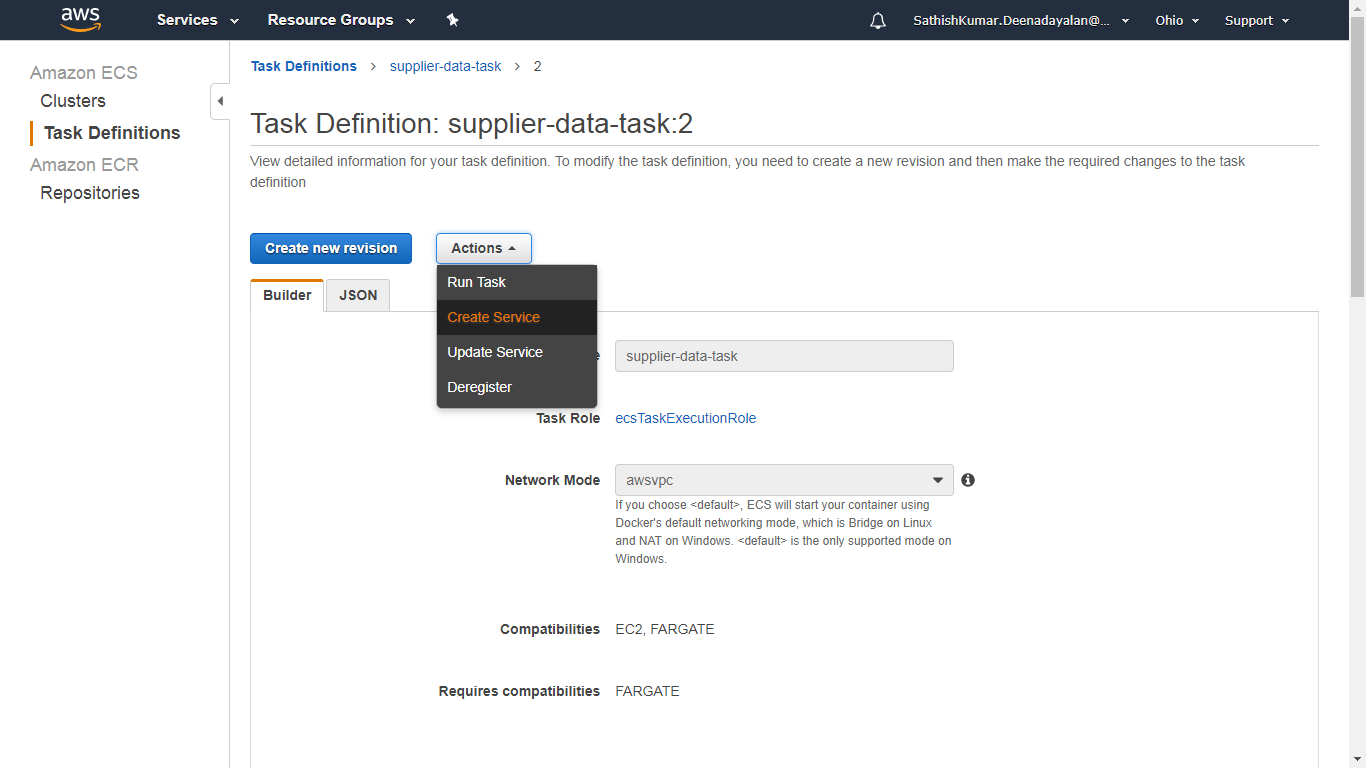 aws Services Resource Groups SathishKumar.Deenadayalan@... Ohio Support
Amazon ECS
Clusters
Task Definitions
Amazon ECR
Repositories
Task Definitions > supplier-data-task > 2
Task Definition: supplier-data-task:2
View detailed information for your task definition. To modify the task definition, you need to create a new revision and then make the required changes to the task
definition
Create new revision Actions
Run Task
Create Service
Update Service
Deregister
Builder JSON
e supplier-data-task
Task Role ecsTaskExecutionRole
Network Mode awsvpc
If you choose <default>, ECS will start your container using
Docker's default networking mode, which is Bridge on Linux
and NAT on Windows. <default> is the only supported mode on
Windows.
Compatibilities EC2, FARGATE
Requires compatibilities FARGATE